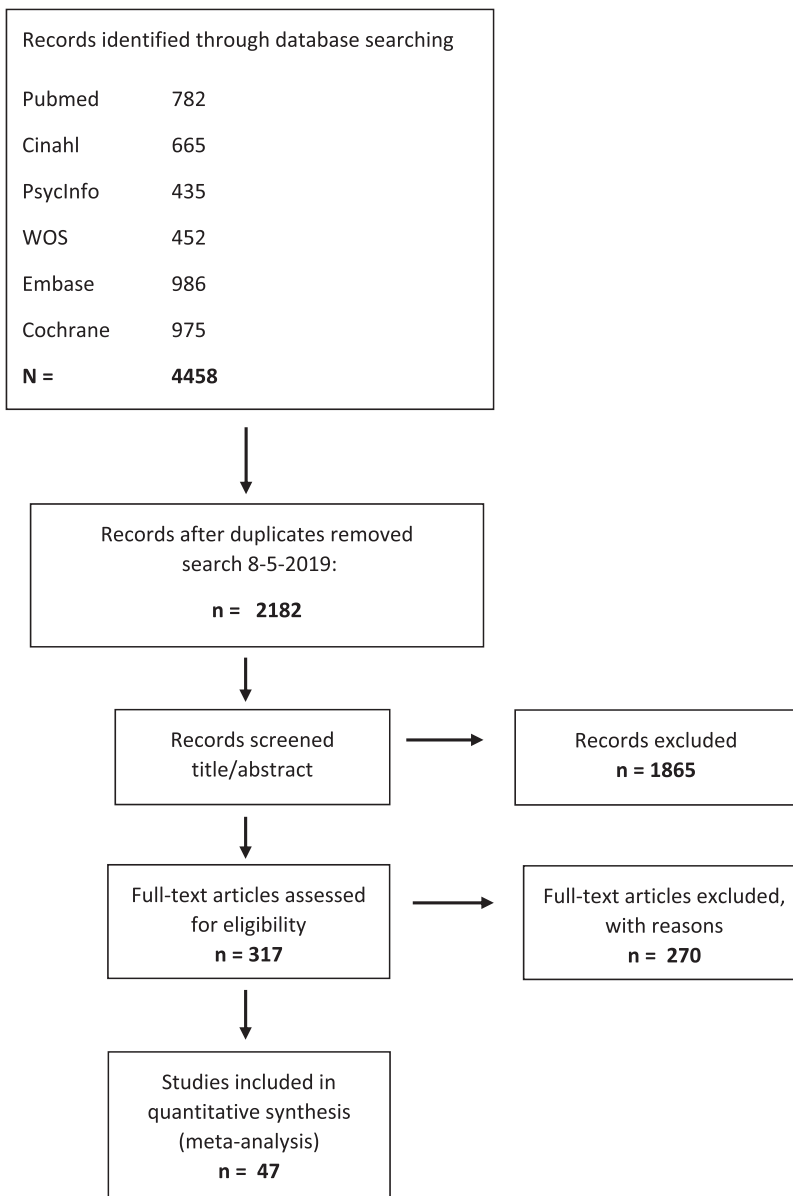 Records identified through database searching
Pubmed 782
Cinahl 665
PsycInfo 435
WOS 452
Embase 986
Cochrane 975
N = 4458
Records after duplicates removed
search 8-5-2019:
n = 2182
Records screened
title/abstract
Records excluded
n = 1865
Full-text articles assessed
for eligibility
n = 317
Full-text articles excluded,
with reasons
n = 270
Studies included in
quantitative synthesis
(meta-analysis)
n = 47